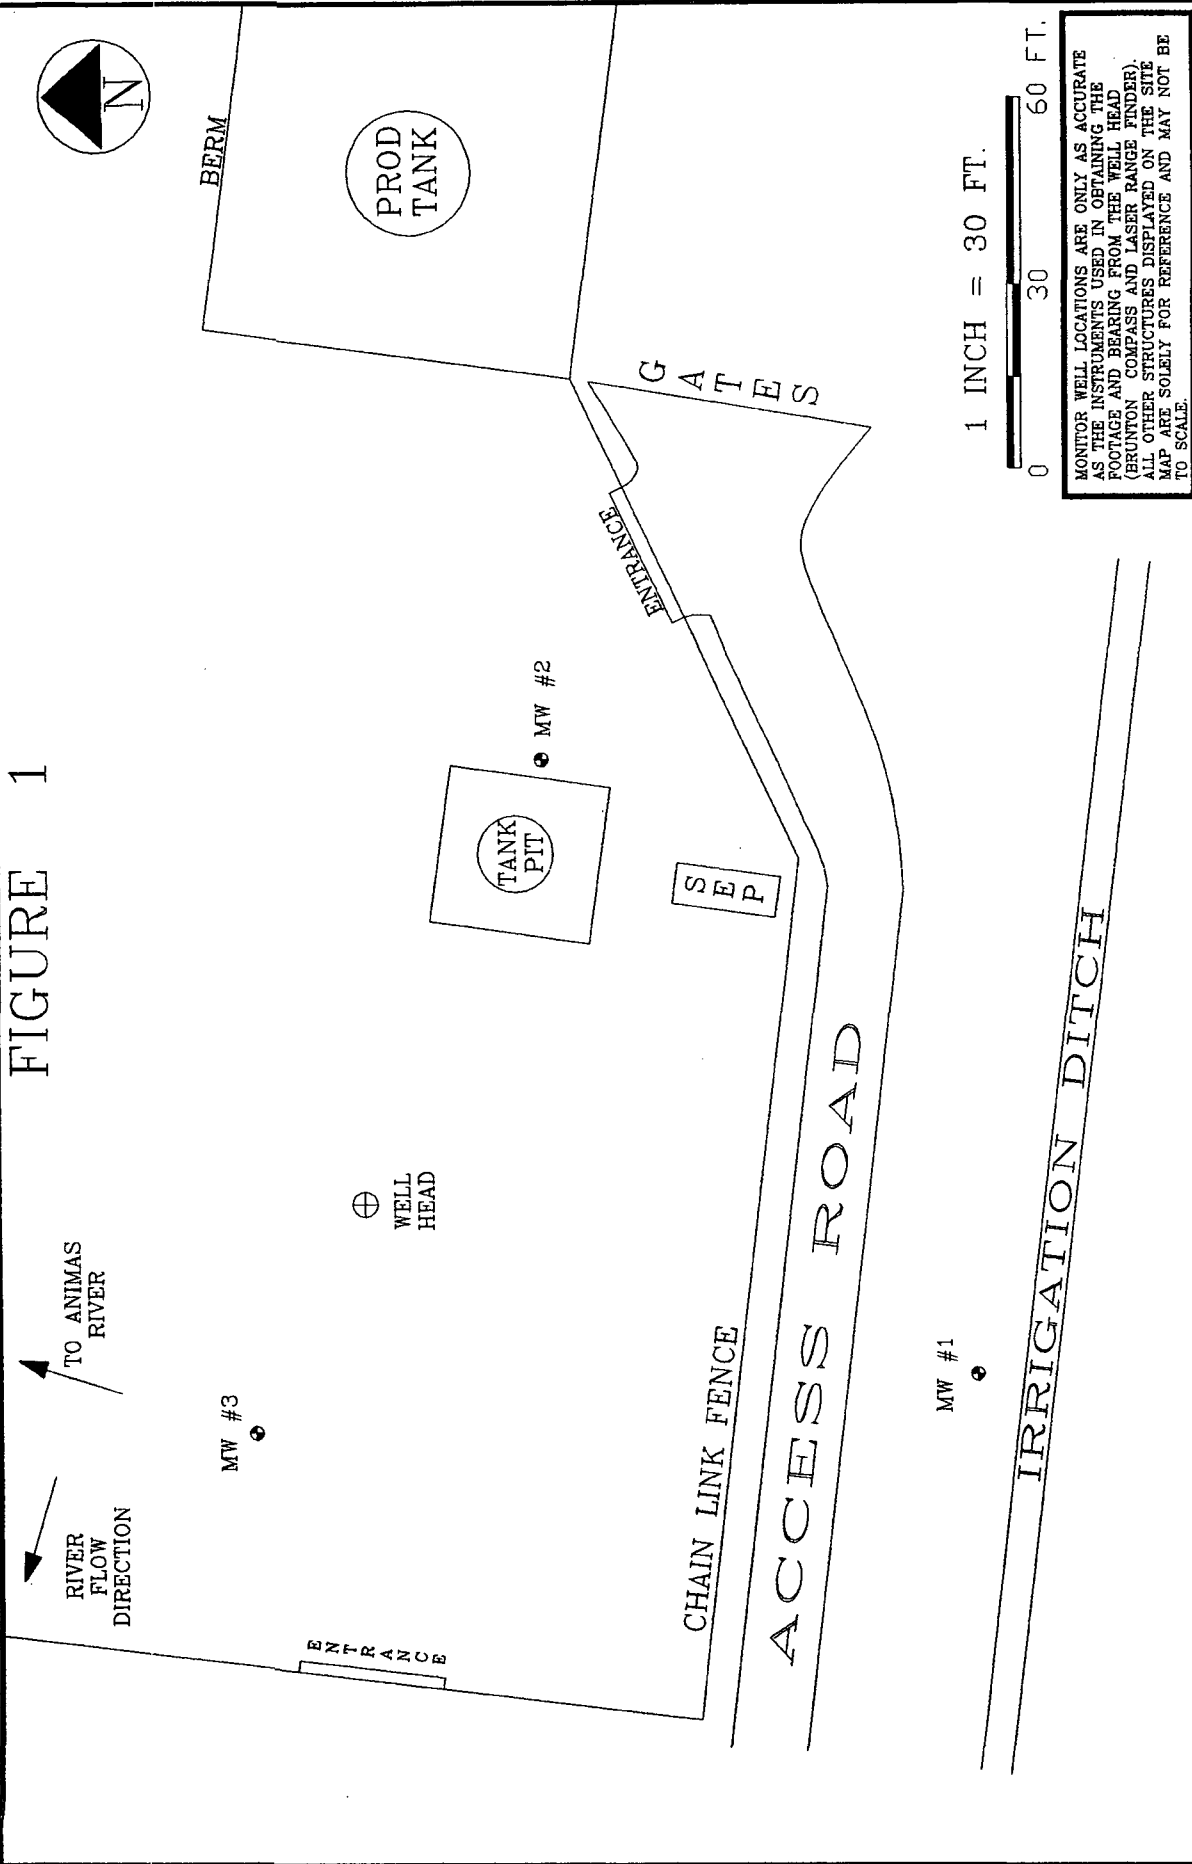 FIGURE 1
N
BERM
PROD
TANK
TO ANIMAS
RIVER
RIVER
FLOW
DIRECTION
MW #3
WELL
HEAD
TANK
PIT
MW #2
ENTRANCE
GATES
SEP
ENTRANCE
CHAIN LINK FENCE
ACCESS ROAD
MW #1
IRRIGATION DITCH
1 INCH = 30 FT.
0 30 60 FT.
MONITOR WELL LOCATIONS ARE ONLY AS ACCURATE
AS THE INSTRUMENTS USED IN OBTAINING THE
FOOTAGE AND BEARING FROM THE WELL HEAD
(BRUNTON COMPASS AND LASER RANGE FINDER).
ALL OTHER STRUCTURES DISPLAYED ON THE SITE
MAP ARE SOLELY FOR REFERENCE AND MAY NOT BE
TO SCALE.